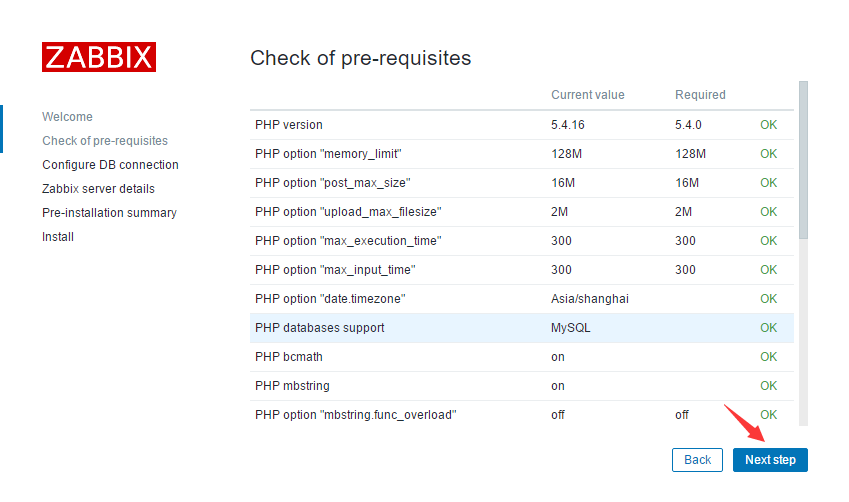 ZABBIX
Welcome
Check of pre-requisites
Configure DB connection
Zabbix server details
Pre-installation summary
Install
Check of pre-requisites
Current value Required
PHP version 5.4.16 5.4.0 OK
PHP option "memory_limit" 128M 128M OK
PHP option "post_max_size" 16M 16M OK
PHP option "upload_max_filesize" 2M 2M OK
PHP option "max_execution_time" 300 300 OK
PHP option "max_input_time" 300 300 OK
PHP option "date.timezone" Asia/shanghai OK
PHP databases support MySQL OK
PHP bcmath on OK
PHP mbstring on OK
PHP option "mbstring.func_overload" off off OK
Back Next step